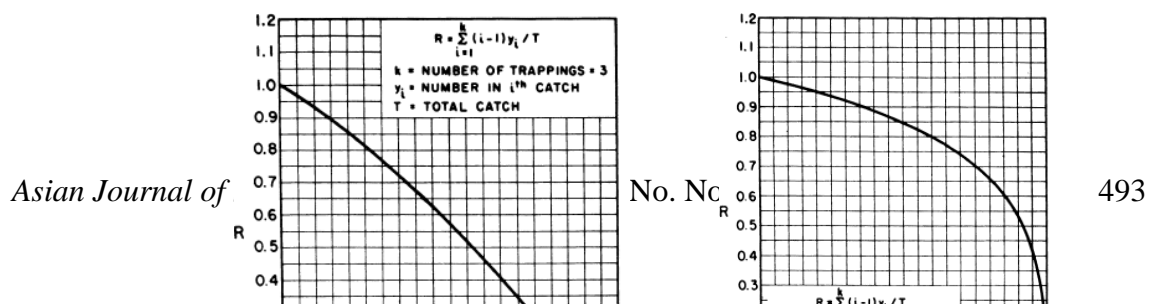 1.2
1.1
1.0
0.9
0.8
0.7
0.6
R
0.5
0.4
R = k∑i=1 (i-1)yi / T
k = NUMBER OF TRAPPINGS = 3
yi = NUMBER IN ith CATCH
T = TOTAL CATCH
Asian Journal of
No. No
493
1.2
1.1
1.0
0.9
0.8
0.7
0.6
R
0.5
0.4
0.3